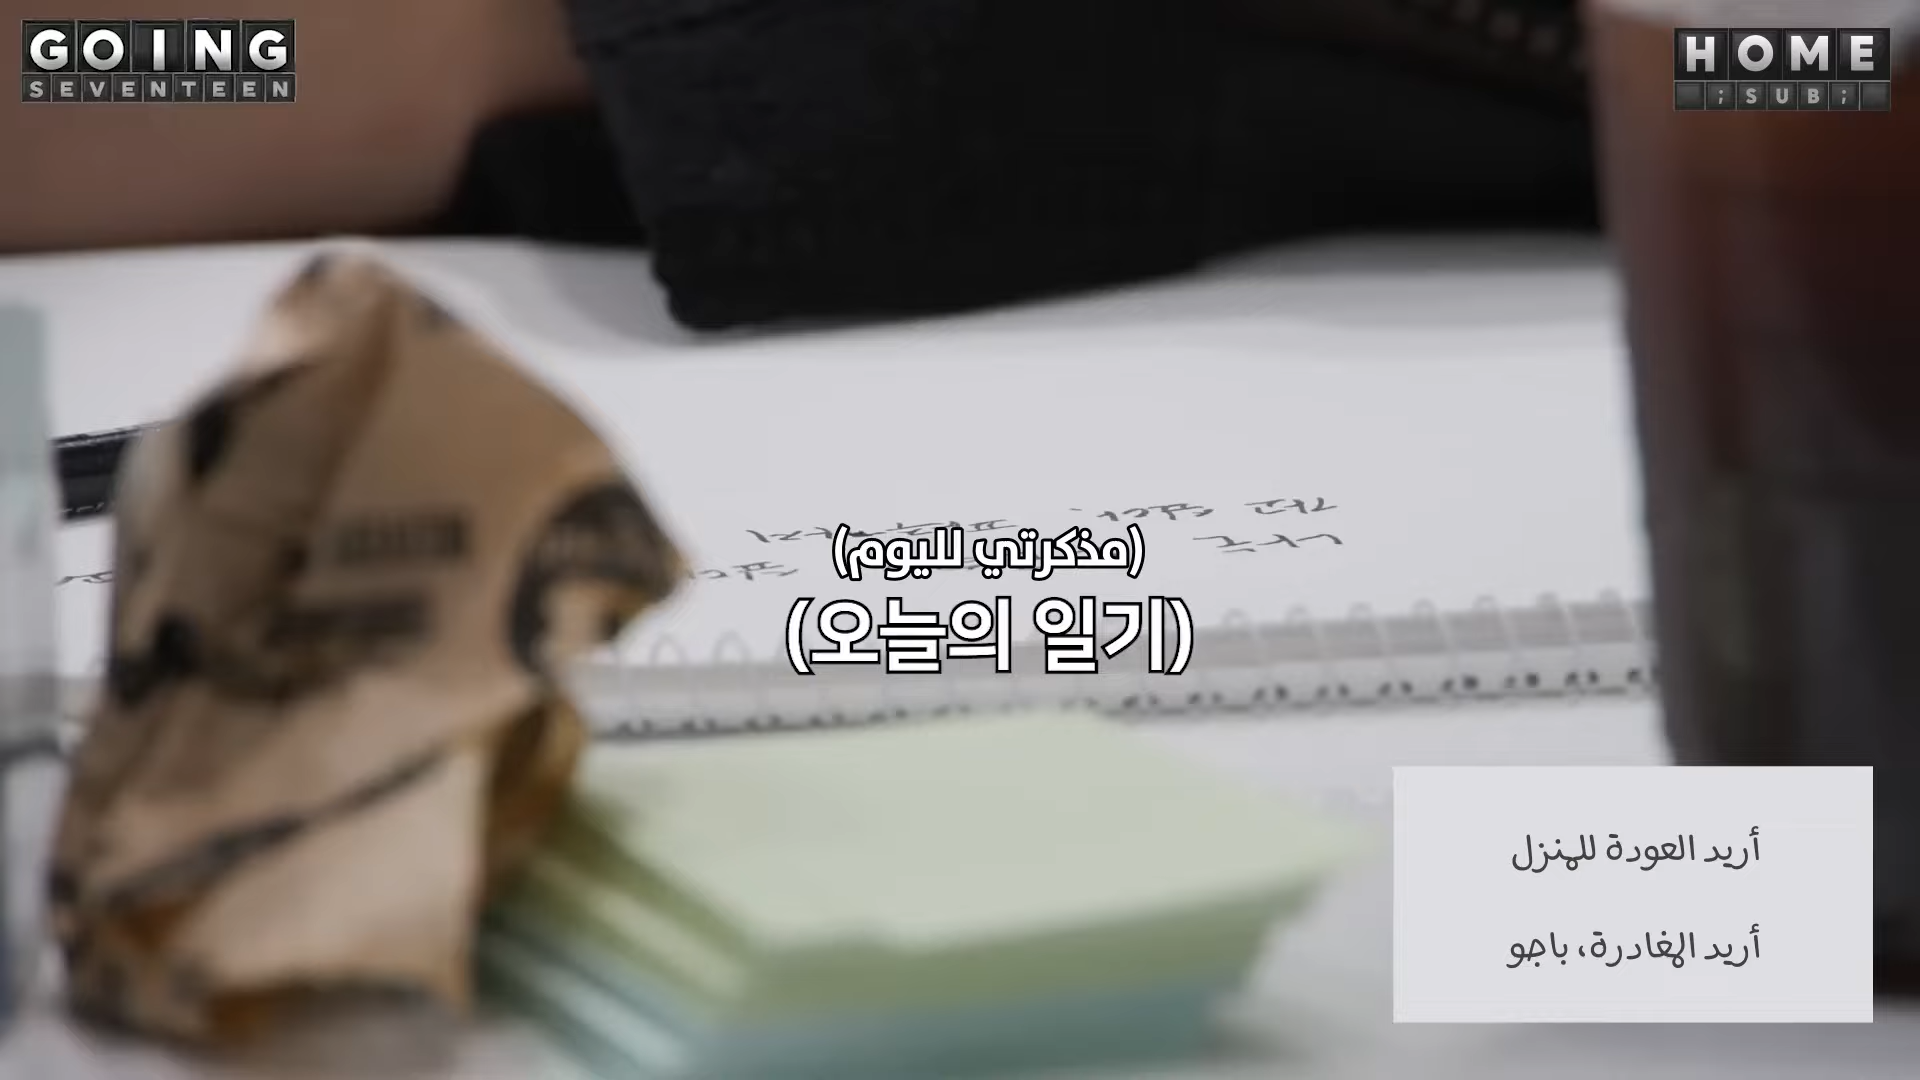 GOING
SEVENTEEN
HOME
;SUB;
(مذكرتي لليوم)
(오늘의 일기)
أريد العودة للمنزل
أريد المغادرة، باجو